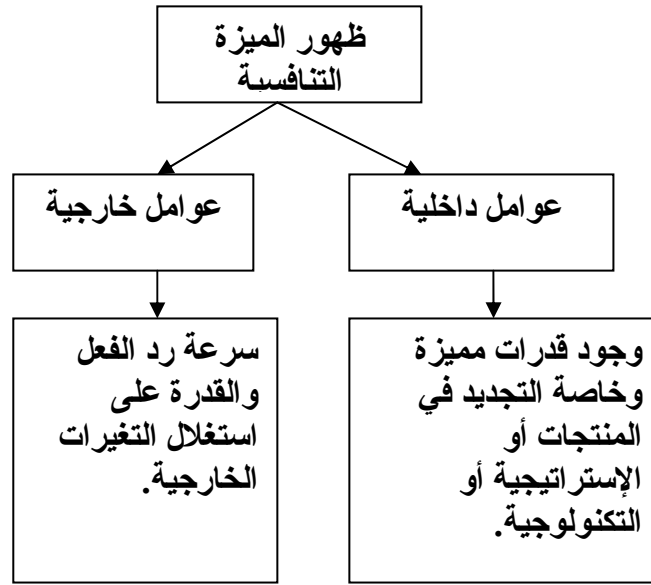 ظهور الميزة
التنافسية
عوامل داخلية
عوامل خارجية
وجود قدرات مميزة
وخاصة التجديد في
المنتجات أو
الإستراتيجية أو
التكنولوجية.
سرعة رد الفعل
والقدرة على
استغلال التغيرات
الخارجية.